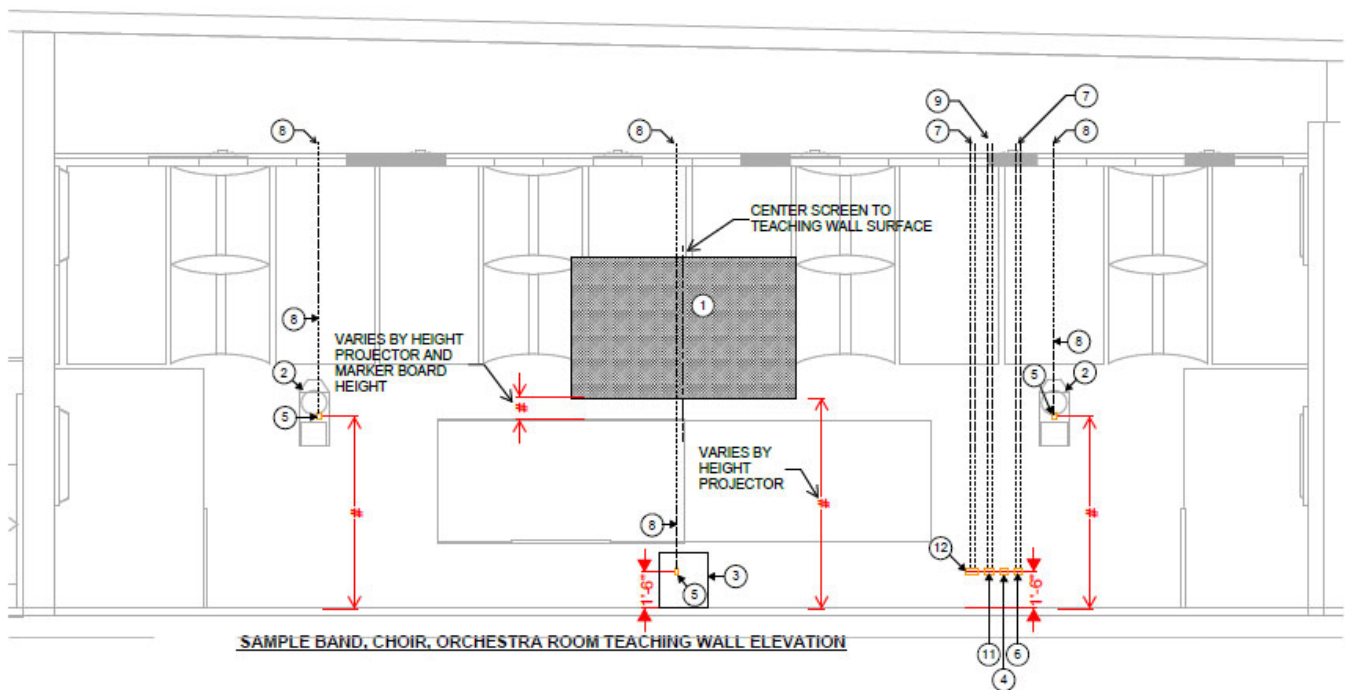 7
9
8
8
7
8
CENTER SCREEN TO
TEACHING WALL SURFACE
1
8
VARIES BY HEIGHT
PROJECTOR AND
MARKER BOARD
HEIGHT
8
2
5
2
5
#
VARIES BY
HEIGHT
PROJECTOR
#
#
#
8
12
3
5
1'-6"
1'-6"
SAMPLE BAND, CHOIR, ORCHESTRA ROOM TEACHING WALL ELEVATION
11
6
4